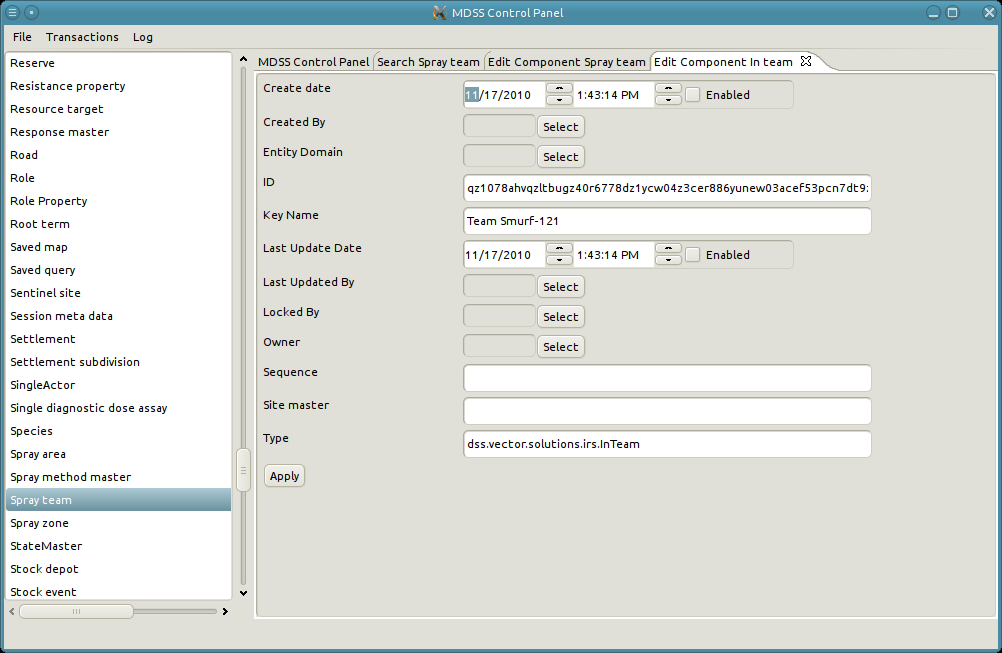 MDSS Control Panel
File Transactions Log
Reserve
Resistance property
Resource target
Response master
Road
Role
Role Property
Root term
Saved map
Saved query
Sentinel site
Session meta data
Settlement
Settlement subdivision
SingleActor
Single diagnostic dose assay
Species
Spray area
Spray method master
Spray team
Spray zone
StateMaster
Stock depot
Stock event
MDSS Control Panel Search Spray team Edit Component Spray team Edit Component In team
Create date 11/17/2010 1:43:14 PM Enabled
Created By Select
Entity Domain Select
ID qz1078ahvqzltbugz40r6778dz1ycw04z3cer886yunew03acef53pcn7dt9
Key Name Team Smurf-121
Last Update Date 11/17/2010 1:43:14 PM Enabled
Last Updated By Select
Locked By Select
Owner Select
Sequence
Site master
Type dss.vector.solutions.irs.InTeam
Apply